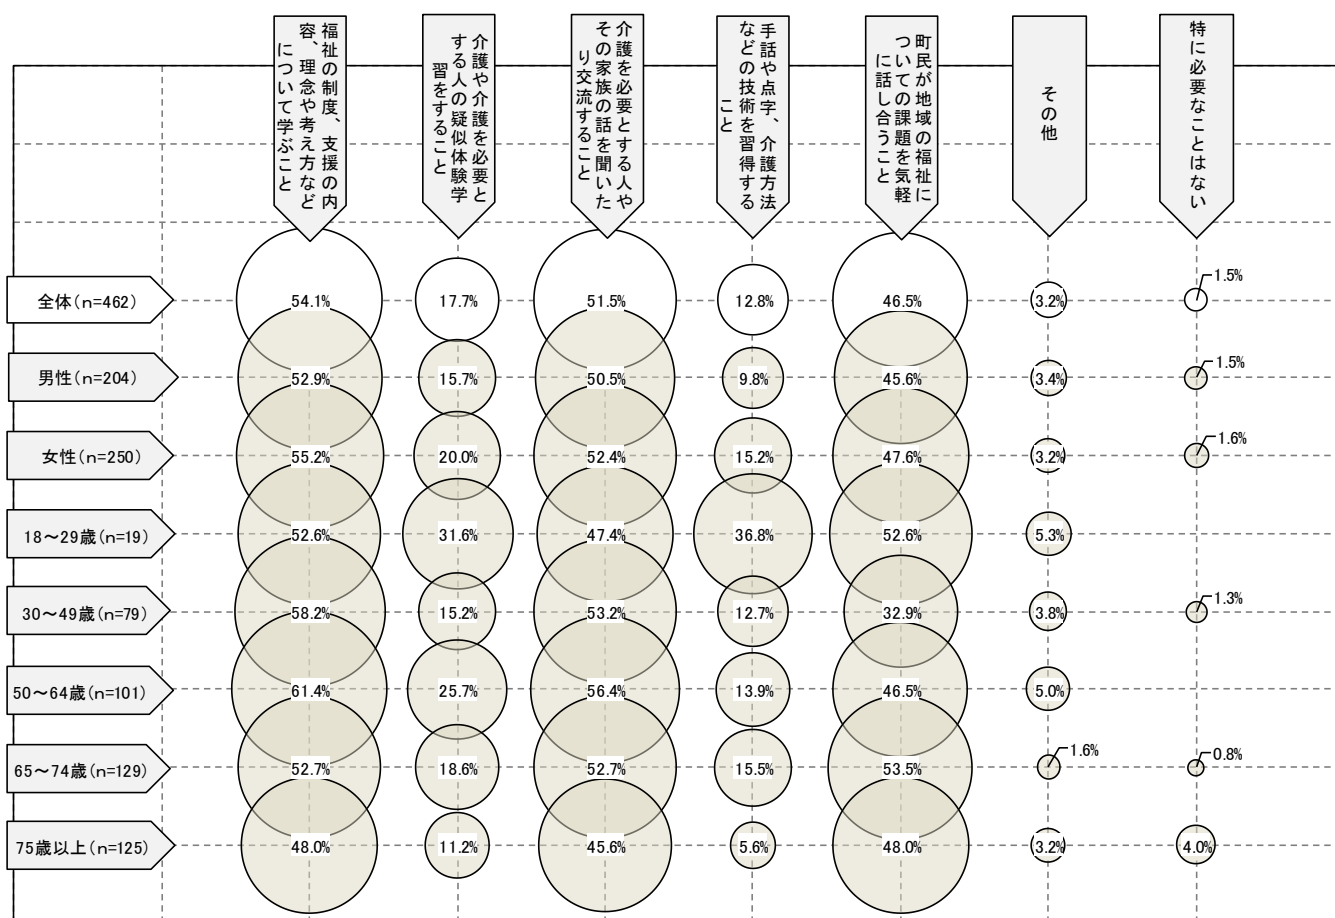 福祉の制度、支援の内
容、理念や考え方など
について学ぶこと
介護や介護を必要と
する人の疑似体験学
習をすること
介護を必要とする人や
その家族の話を聞いた
り交流すること
手話や点字、介護方法
などの技術を習得する
こと
町民が地域の福祉に
ついての課題を気軽
に話し合うこと
その他
特に必要なことはない
全体(n=462)
54.1%
17.7%
51.5%
12.8%
46.5%
3.2%
1.5%
男性(n=204)
52.9%
15.7%
50.5%
9.8%
45.6%
3.4%
1.5%
女性(n=250)
55.2%
20.0%
52.4%
15.2%
47.6%
3.2%
1.6%
18～29歳(n=19)
52.6%
31.6%
47.4%
36.8%
52.6%
5.3%
30～49歳(n=79)
58.2%
15.2%
53.2%
12.7%
32.9%
3.8%
1.3%
50～64歳(n=101)
61.4%
25.7%
56.4%
13.9%
46.5%
5.0%
65～74歳(n=129)
52.7%
18.6%
52.7%
15.5%
53.5%
1.6%
0.8%
75歳以上(n=125)
48.0%
11.2%
45.6%
5.6%
48.0%
3.2%
4.0%